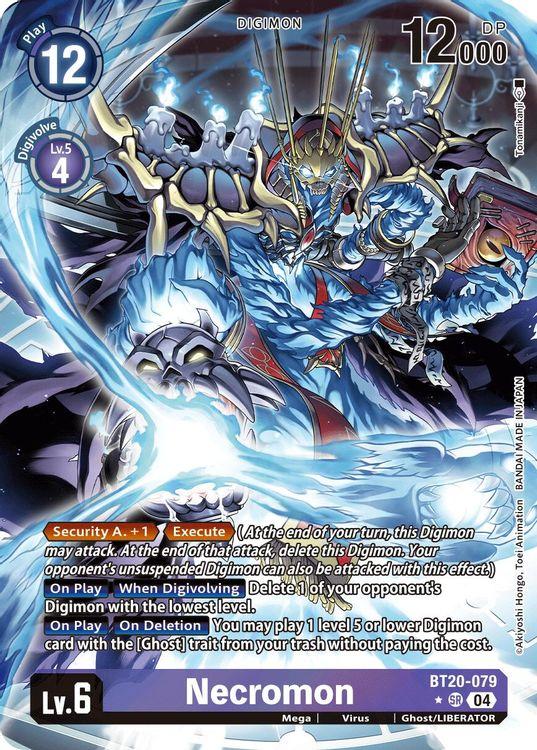 Play
12
DIGIMON
DP
12000
Digivolve
Lv.5
4
Tonamikanji
Security A. +1 Execute (At the end of your turn, this Digimon
may attack. At the end of that attack, delete this Digimon. Your
opponent's unsuspended Digimon can also be attacked with this effect.)
On Play When Digivolving Delete 1 of your opponent's
Digimon with the lowest level.
On Play On Deletion You may play 1 level 5 or lower Digimon
card with the [Ghost] trait from your trash without paying the cost.
©Akiyoshi Hongo, Toei Animation BANDAI MADE IN JAPAN
Lv.6
Necromon
BT20-079
SR 04
Mega | Virus | Ghost/LIBERATOR